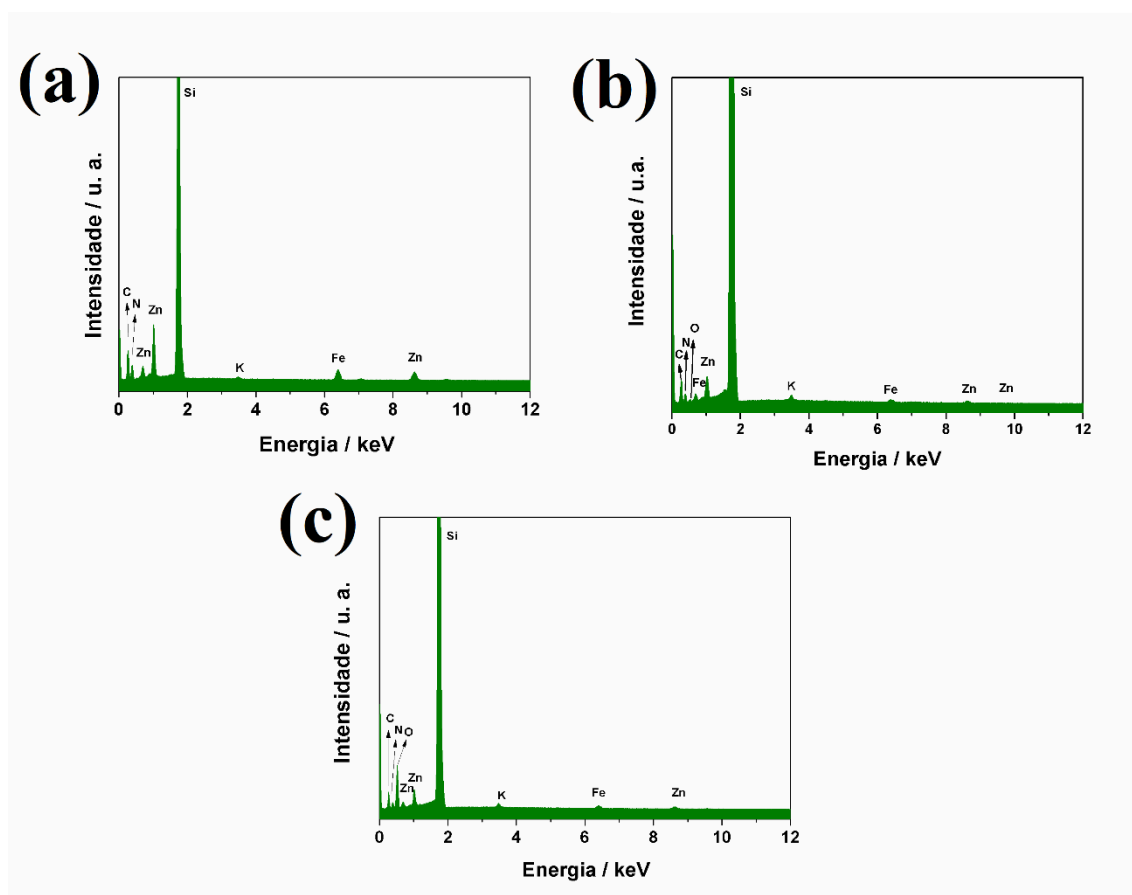 (a)
Intensidade / u. a.
Si
C
N
Zn
Zn
K
Fe
Zn
0 2 4 6 8 10 12
Energia / keV
(b)
Intensidade / u.a.
Si
C
N
O
Fe
Zn
K
Fe
Zn
Zn
0 2 4 6 8 10 12
Energia / keV
(c)
Intensidade / u. a.
Si
C
N
O
Zn
Zn
K
Fe
Zn
0 2 4 6 8 10 12
Energia / keV